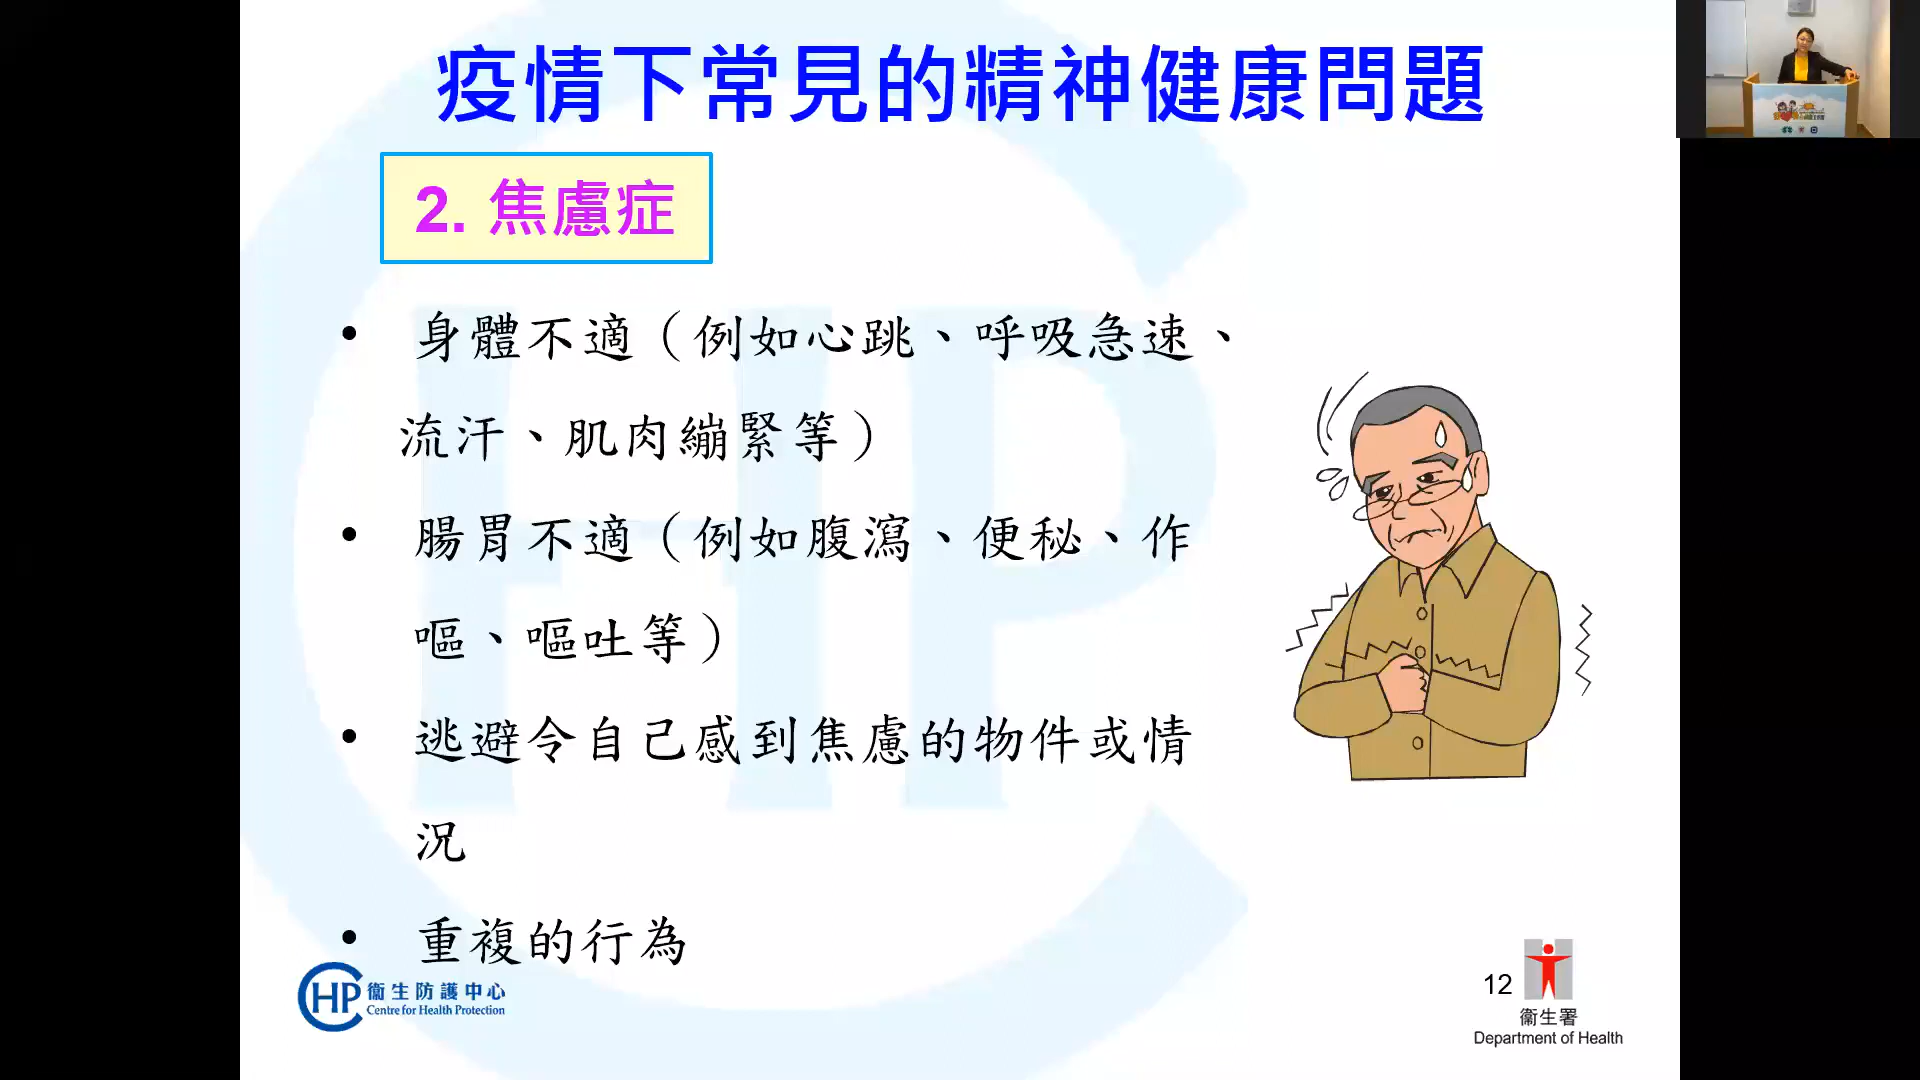 疫情下常見的精神健康問題
2. 焦慮症
• 身體不適（例如心跳、呼吸急速、
流汗、肌肉繃緊等）
• 腸胃不適（例如腹瀉、便秘、作
嘔、嘔吐等）
• 逃避令自己感到焦慮的物件或情
況
• 重複的行為
CHP 衞生防護中心
Centre for Health Protection
12
衞生署
Department of Health